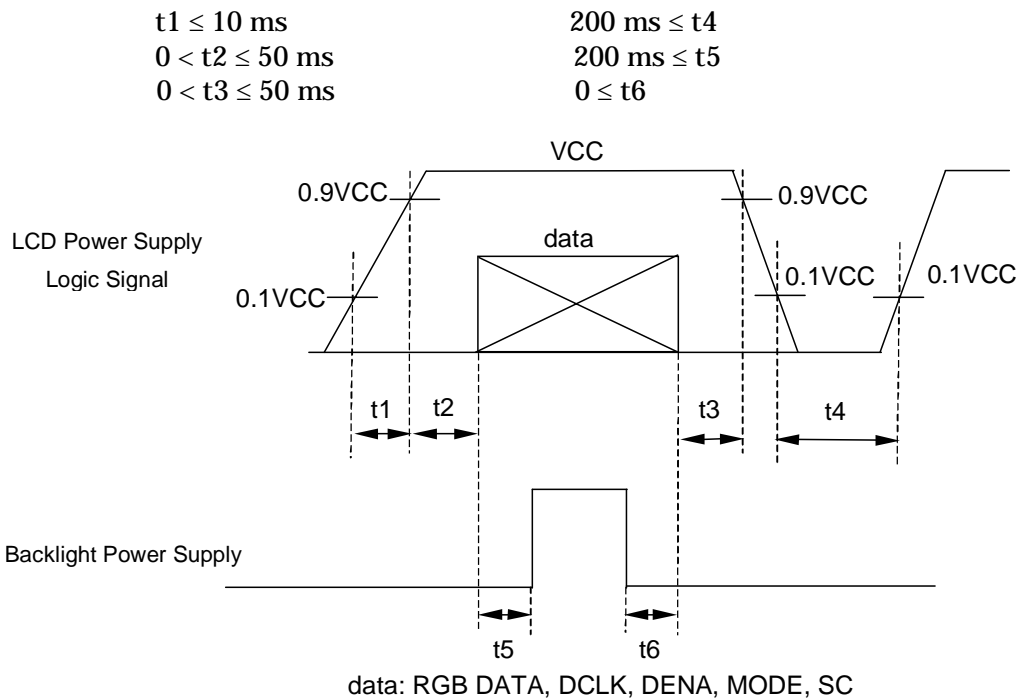 t1 ≤ 10 ms 200 ms ≤ t4
0 < t2 ≤ 50 ms 200 ms ≤ t5
0 < t3 ≤ 50 ms 0 ≤ t6
VCC
0.9VCC 0.9VCC
LCD Power Supply
Logic Signal
data
0.1VCC 0.1VCC 0.1VCC
t1 t2 t3 t4
Backlight Power Supply
t5 t6
data: RGB DATA, DCLK, DENA, MODE, SC